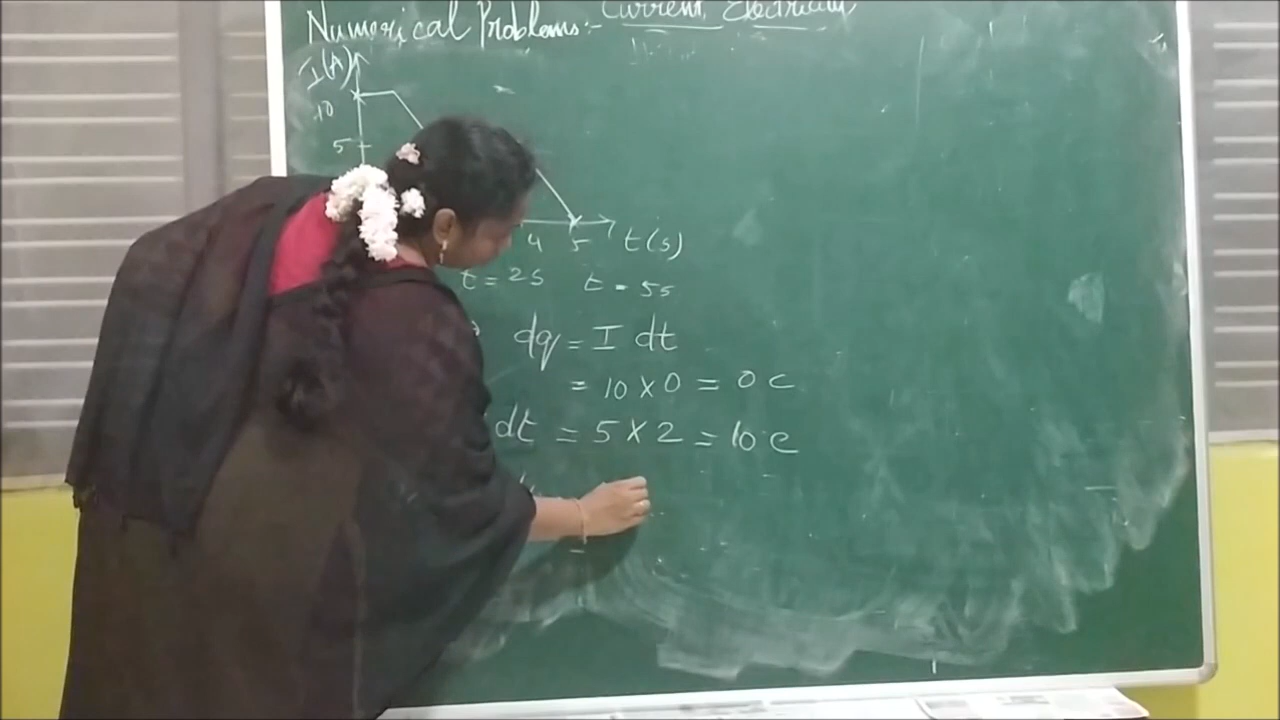 Numerical Problems:- Current Electricity
I(A)
10
5
4 5 t(s)
t = 2s t = 5s
dq = I dt
= 10 X 0 = 0 C
dt = 5 X 2 = 10 C